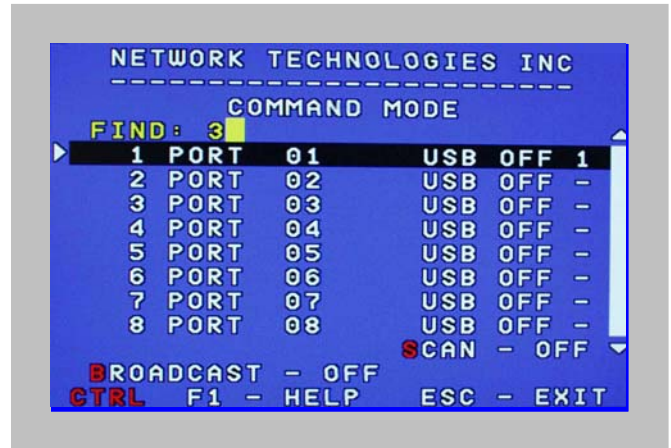 NETWORK TECHNOLOGIES INC
------------------------
COMMAND MODE
FIND: 3
1 PORT 01 USB OFF 1
2 PORT 02 USB OFF -
3 PORT 03 USB OFF -
4 PORT 04 USB OFF -
5 PORT 05 USB OFF -
6 PORT 06 USB OFF -
7 PORT 07 USB OFF -
8 PORT 08 USB OFF -
SCAN - OFF
BROADCAST - OFF
CTRL F1 - HELP ESC - EXIT